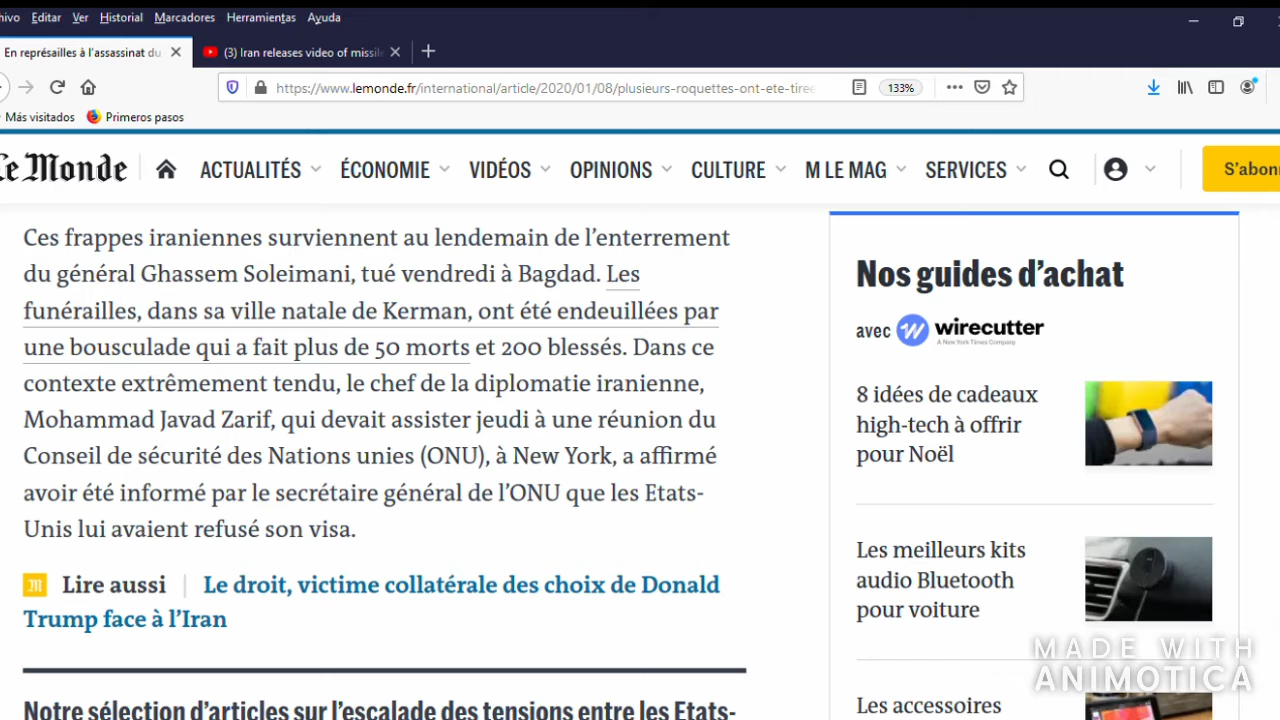 hivo Editar Ver Historial Marcadores Herramientas Ayuda
En représailles à l'assassinat du
(3) Iran releases video of missile
https://www.lemonde.fr/international/article/2020/01/08/plusieurs-roquettes-ont-ete-tiree
133%
Más visitados Primeros pasos
Le Monde
ACTUALITÉS ÉCONOMIE VIDÉOS OPINIONS CULTURE M LE MAG SERVICES
S'abon
Ces frappes iraniennes surviennent au lendemain de l'enterrement
du général Ghassem Soleimani, tué vendredi à Bagdad. Les
funérailles, dans sa ville natale de Kerman, ont été endeuillées par
une bousculade qui a fait plus de 50 morts et 200 blessés. Dans ce
contexte extrêmement tendu, le chef de la diplomatie iranienne,
Mohammad Javad Zarif, qui devait assister jeudi à une réunion du
Conseil de sécurité des Nations unies (ONU), à New York, a affirmé
avoir été informé par le secrétaire général de l'ONU que les Etats-
Unis lui avaient refusé son visa.
Lire aussi | Le droit, victime collatérale des choix de Donald
Trump face à l'Iran
Notre sélection d'articles sur l'escalade des tensions entre les Etats-
Nos guides d'achat
avec wirecutter
A New York Times Company
8 idées de cadeaux
high-tech à offrir
pour Noël
Les meilleurs kits
audio Bluetooth
pour voiture
Les accessoires
MADE WITH
ANIMOTICA